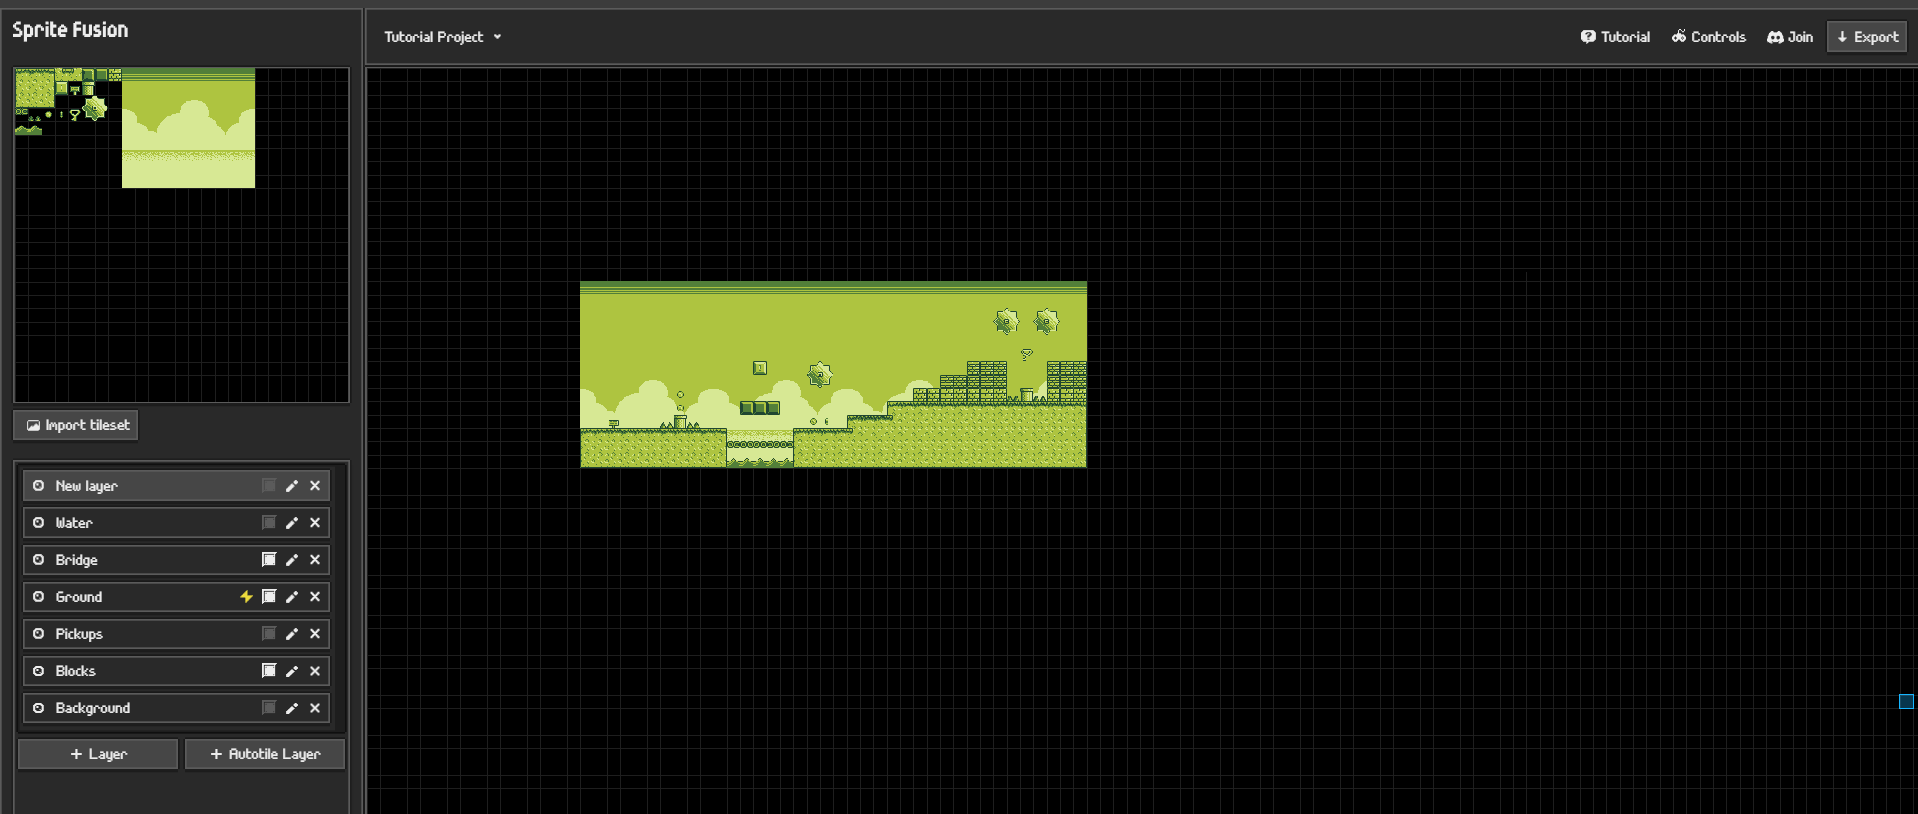 Sprite Fusion
Tutorial Project
Tutorial
Controls
Join
Export
Import tileset
New layer
Water
Bridge
Ground
Pickups
Blocks
Background
+ Layer
+ Autotile Layer